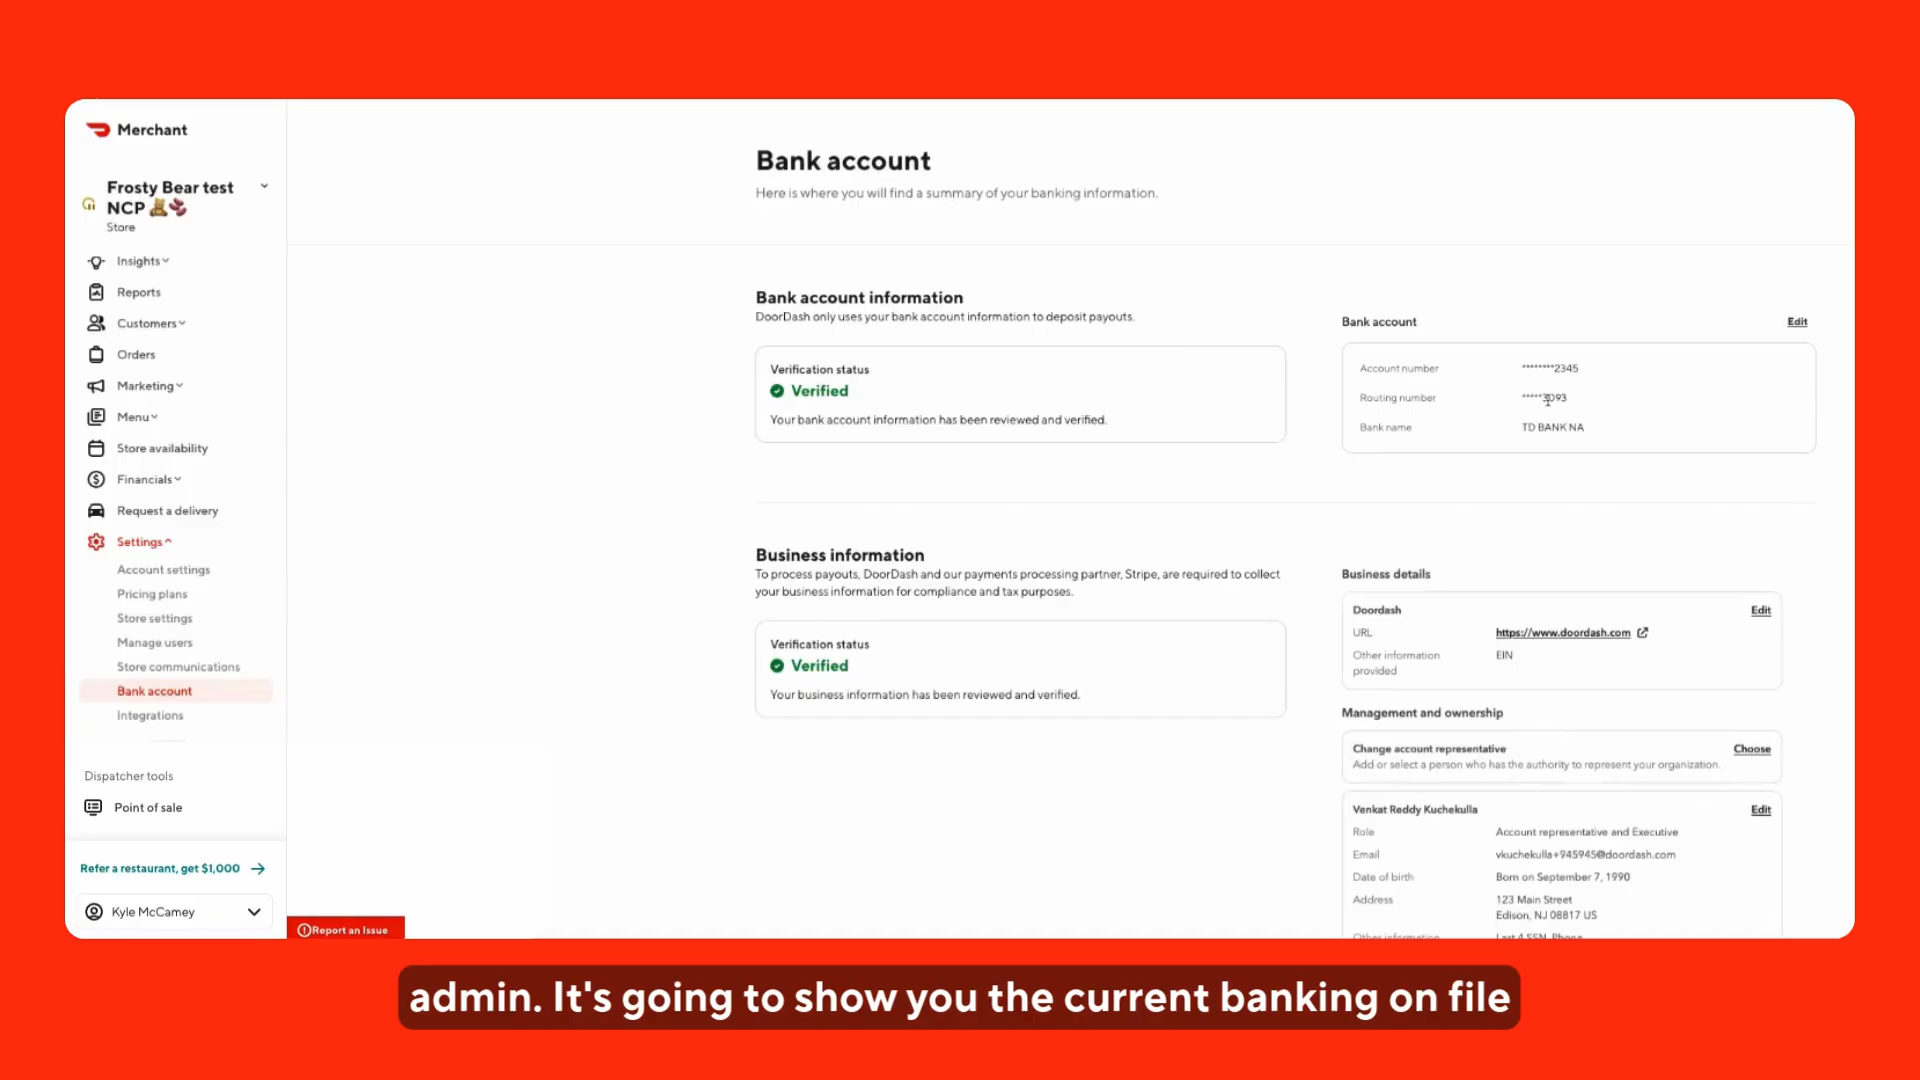 Merchant
Frosty Bear test
NCP
Store
Insights
Reports
Customers
Orders
Marketing
Menu
Store availability
Financials
Request a delivery
Settings
Account settings
Pricing plans
Store settings
Manage users
Store communications
Bank account
Integrations
Dispatcher tools
Point of sale
Refer a restaurant, get $1,000
Kyle McCamey
Report an Issue
Bank account
Here is where you will find a summary of your banking information.
Bank account information
DoorDash only uses your bank account information to deposit payouts.
Verification status
Verified
Your bank account information has been reviewed and verified.
Bank account Edit
Account number ********2345
Routing number *****3093
Bank name TD BANK NA
Business information
To process payouts, DoorDash and our payments processing partner, Stripe, are required to collect
your business information for compliance and tax purposes.
Verification status
Verified
Your business information has been reviewed and verified.
Business details
Doordash Edit
URL https://www.doordash.com
Other information EIN
provided
Management and ownership
Change account representative Choose
Add or select a person who has the authority to represent your organization.
Venkat Reddy Kuchekulla Edit
Role Account representative and Executive
Email vkuchekulla+945945@doordash.com
Date of birth Born on September 7, 1990
Address 123 Main Street
Edison, NJ 08817 US
Other information Last 4 SSN, Phone
admin. It's going to show you the current banking on file